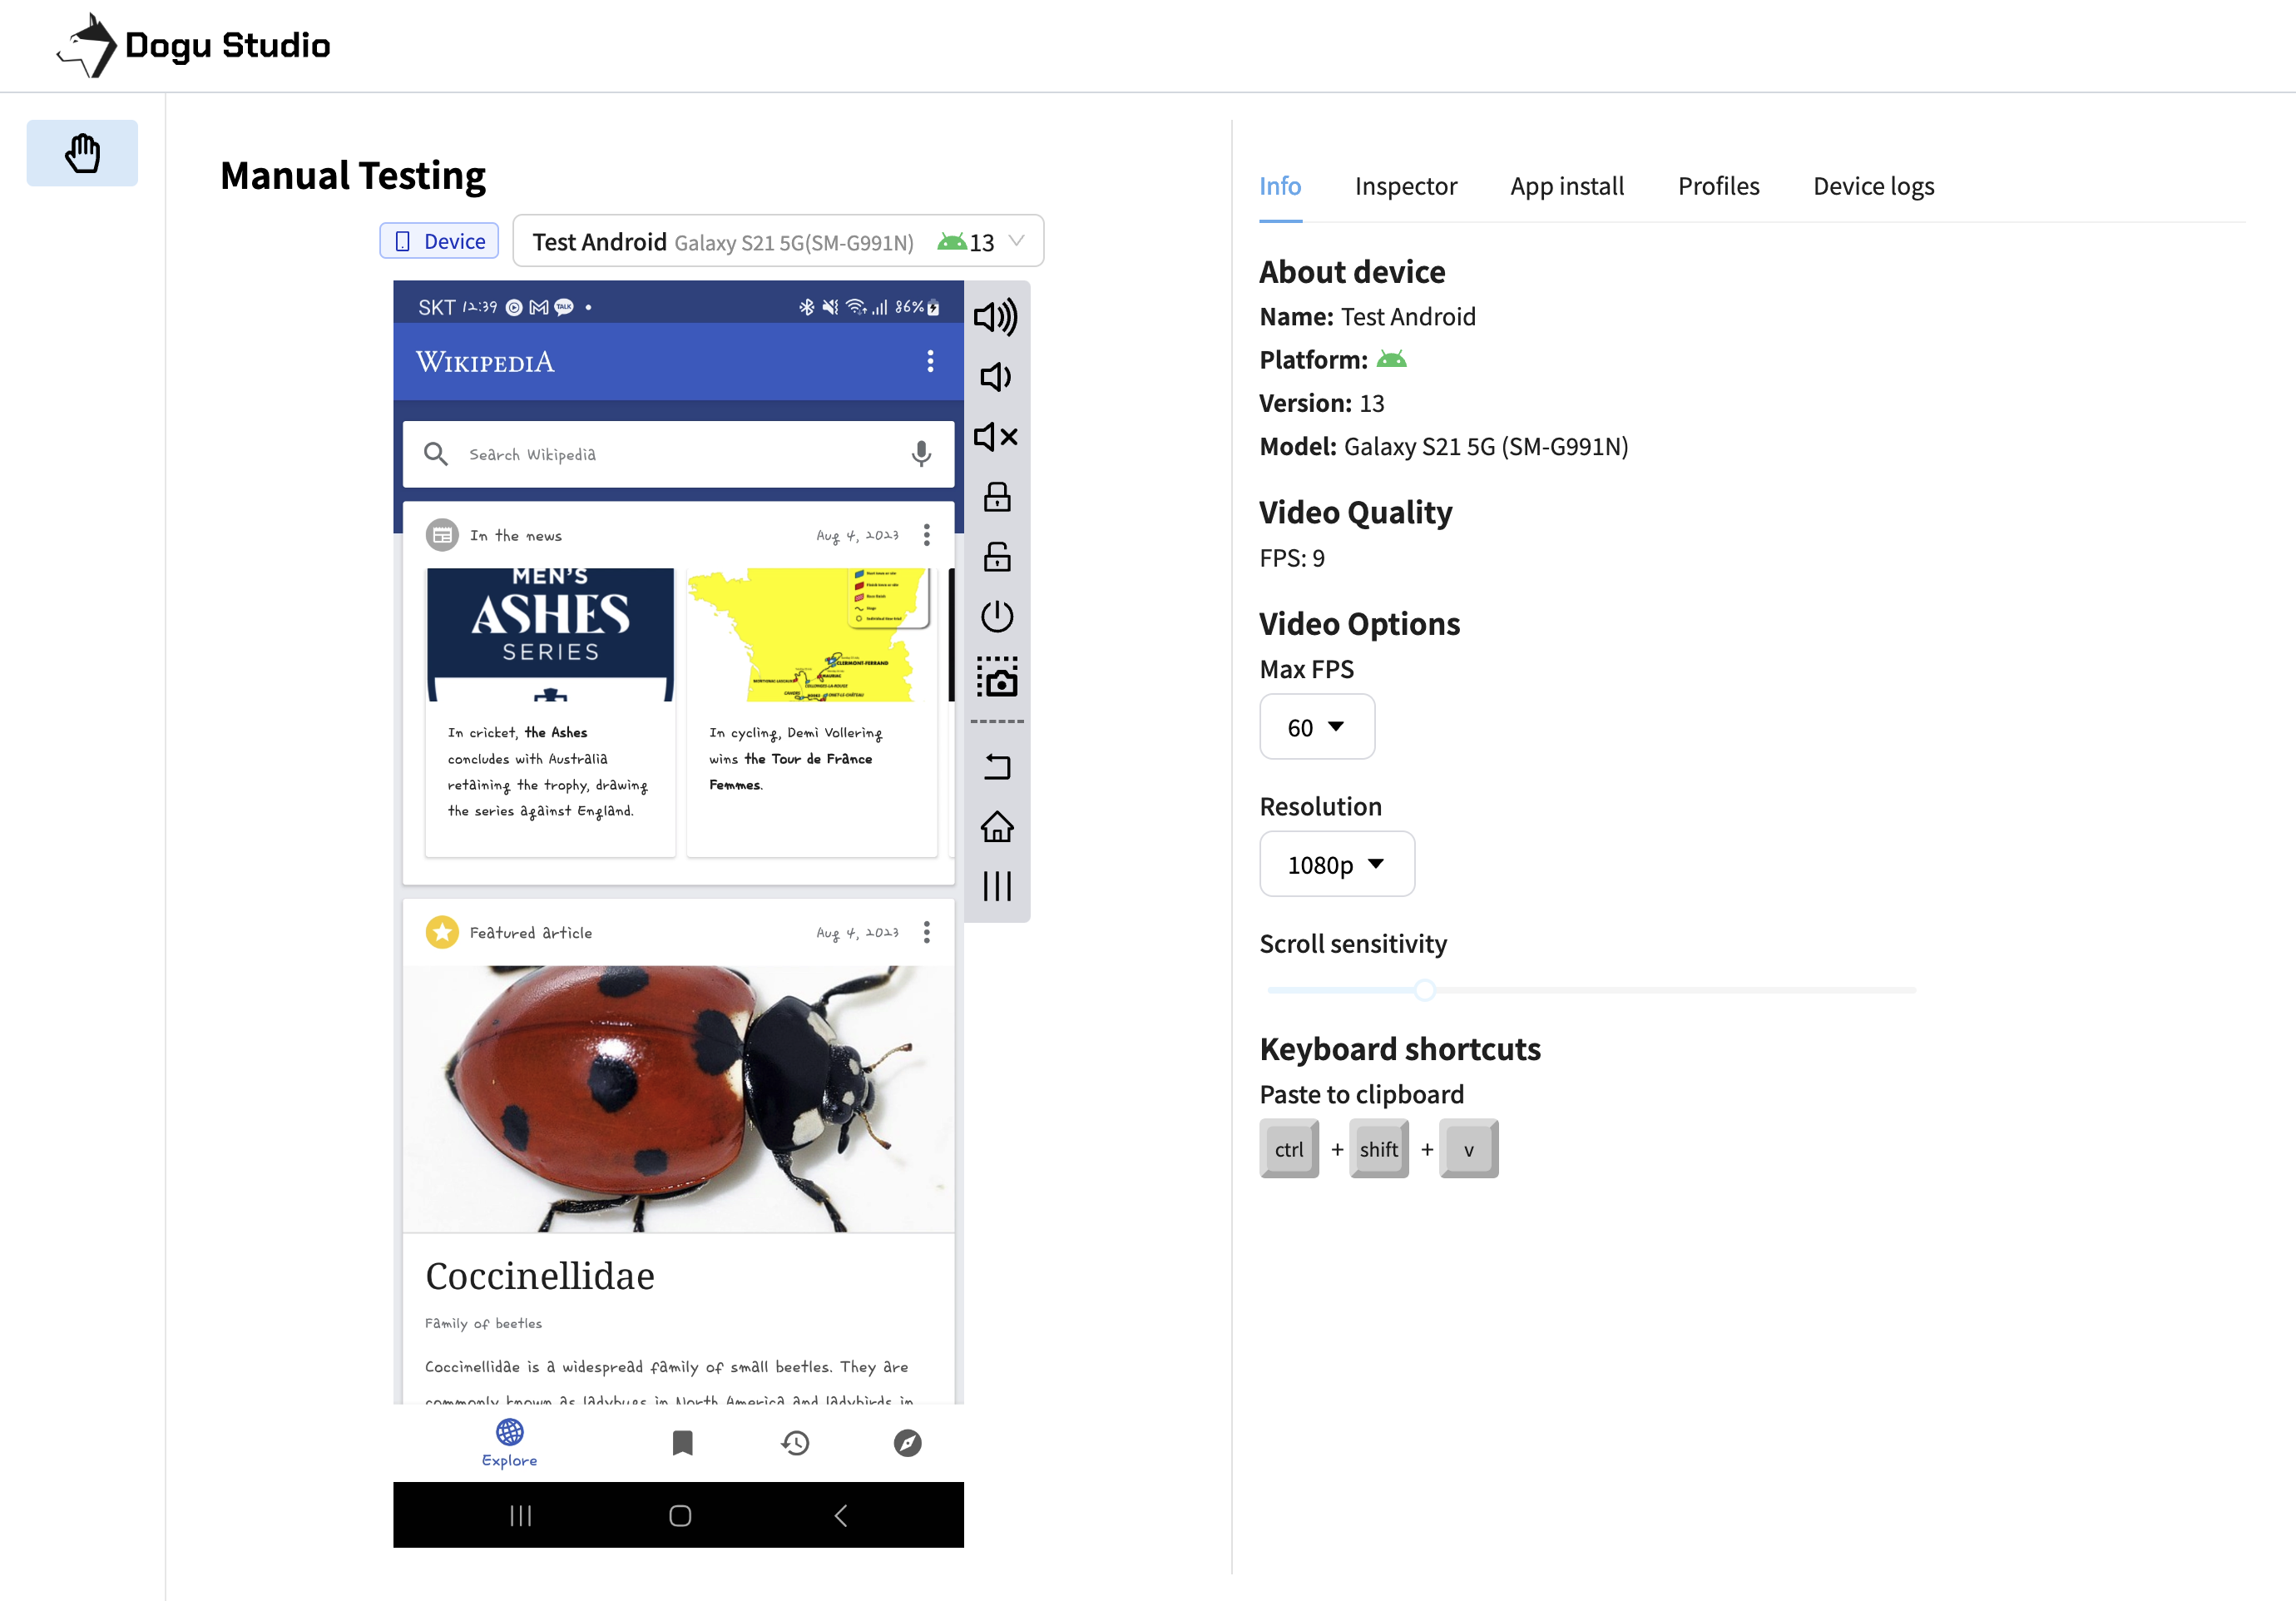 Dogu Studio
Manual Testing
Device
Test Android Galaxy S21 5G(SM-G991N) 13
SKT 12:39 TALK 86%
WIKIPEDIA
Search Wikipedia
In the news Aug 4, 2023
MEN'S
ASHES
SERIES
CLERMONT-FERRAND
In cricket, the Ashes
concludes with Australia
retaining the trophy, drawing
the series against England.
In cycling, Demi Vollering
wins the Tour de France
Femmes.
Featured article Aug 4, 2023
Coccinellidae
Family of beetles
Coccinellidae is a widespread family of small beetles. They are
commonly known as ladybugs in North America and ladybirds in
Explore
Info Inspector App install Profiles Device logs
About device
Name: Test Android
Platform:
Version: 13
Model: Galaxy S21 5G (SM-G991N)
Video Quality
FPS: 9
Video Options
Max FPS
60
Resolution
1080p
Scroll sensitivity
Keyboard shortcuts
Paste to clipboard
ctrl + shift + v